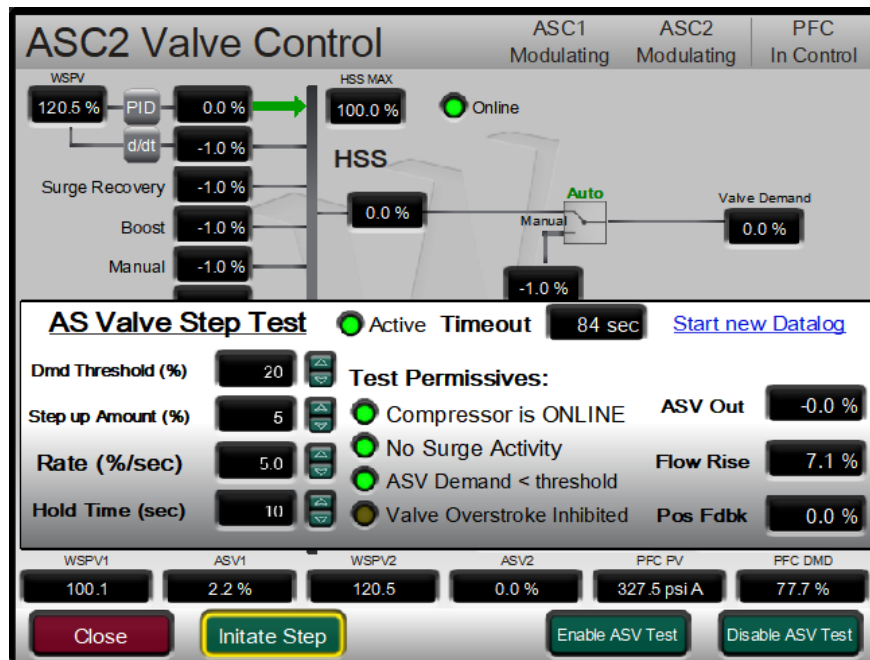 ASC2 Valve Control
ASC1
Modulating
ASC2
Modulating
PFC
In Control
WSPV
120.5 %
PID
0.0 %
HSS MAX
100.0 %
Online
d/dt
-1.0 %
HSS
Surge Recovery
-1.0 %
0.0 %
Auto
Manual
Valve Demand
0.0 %
Boost
-1.0 %
Manual
-1.0 %
-1.0 %
AS Valve Step Test
Active
Timeout
84 sec
Start new Datalog
Dmd Threshold (%)
20
Step up Amount (%)
5
Rate (%/sec)
5.0
Hold Time (sec)
10
Test Permissives:
Compressor is ONLINE
No Surge Activity
ASV Demand < threshold
Valve Overstroke Inhibited
ASV Out
-0.0 %
Flow Rise
7.1 %
Pos Fdbk
0.0 %
WSPV1
100.1
ASV1
2.2 %
WSPV2
120.5
ASV2
0.0 %
PFC PV
327.5 psi A
PFC DMD
77.7 %
Close
Initate Step
Enable ASV Test
Disable ASV Test